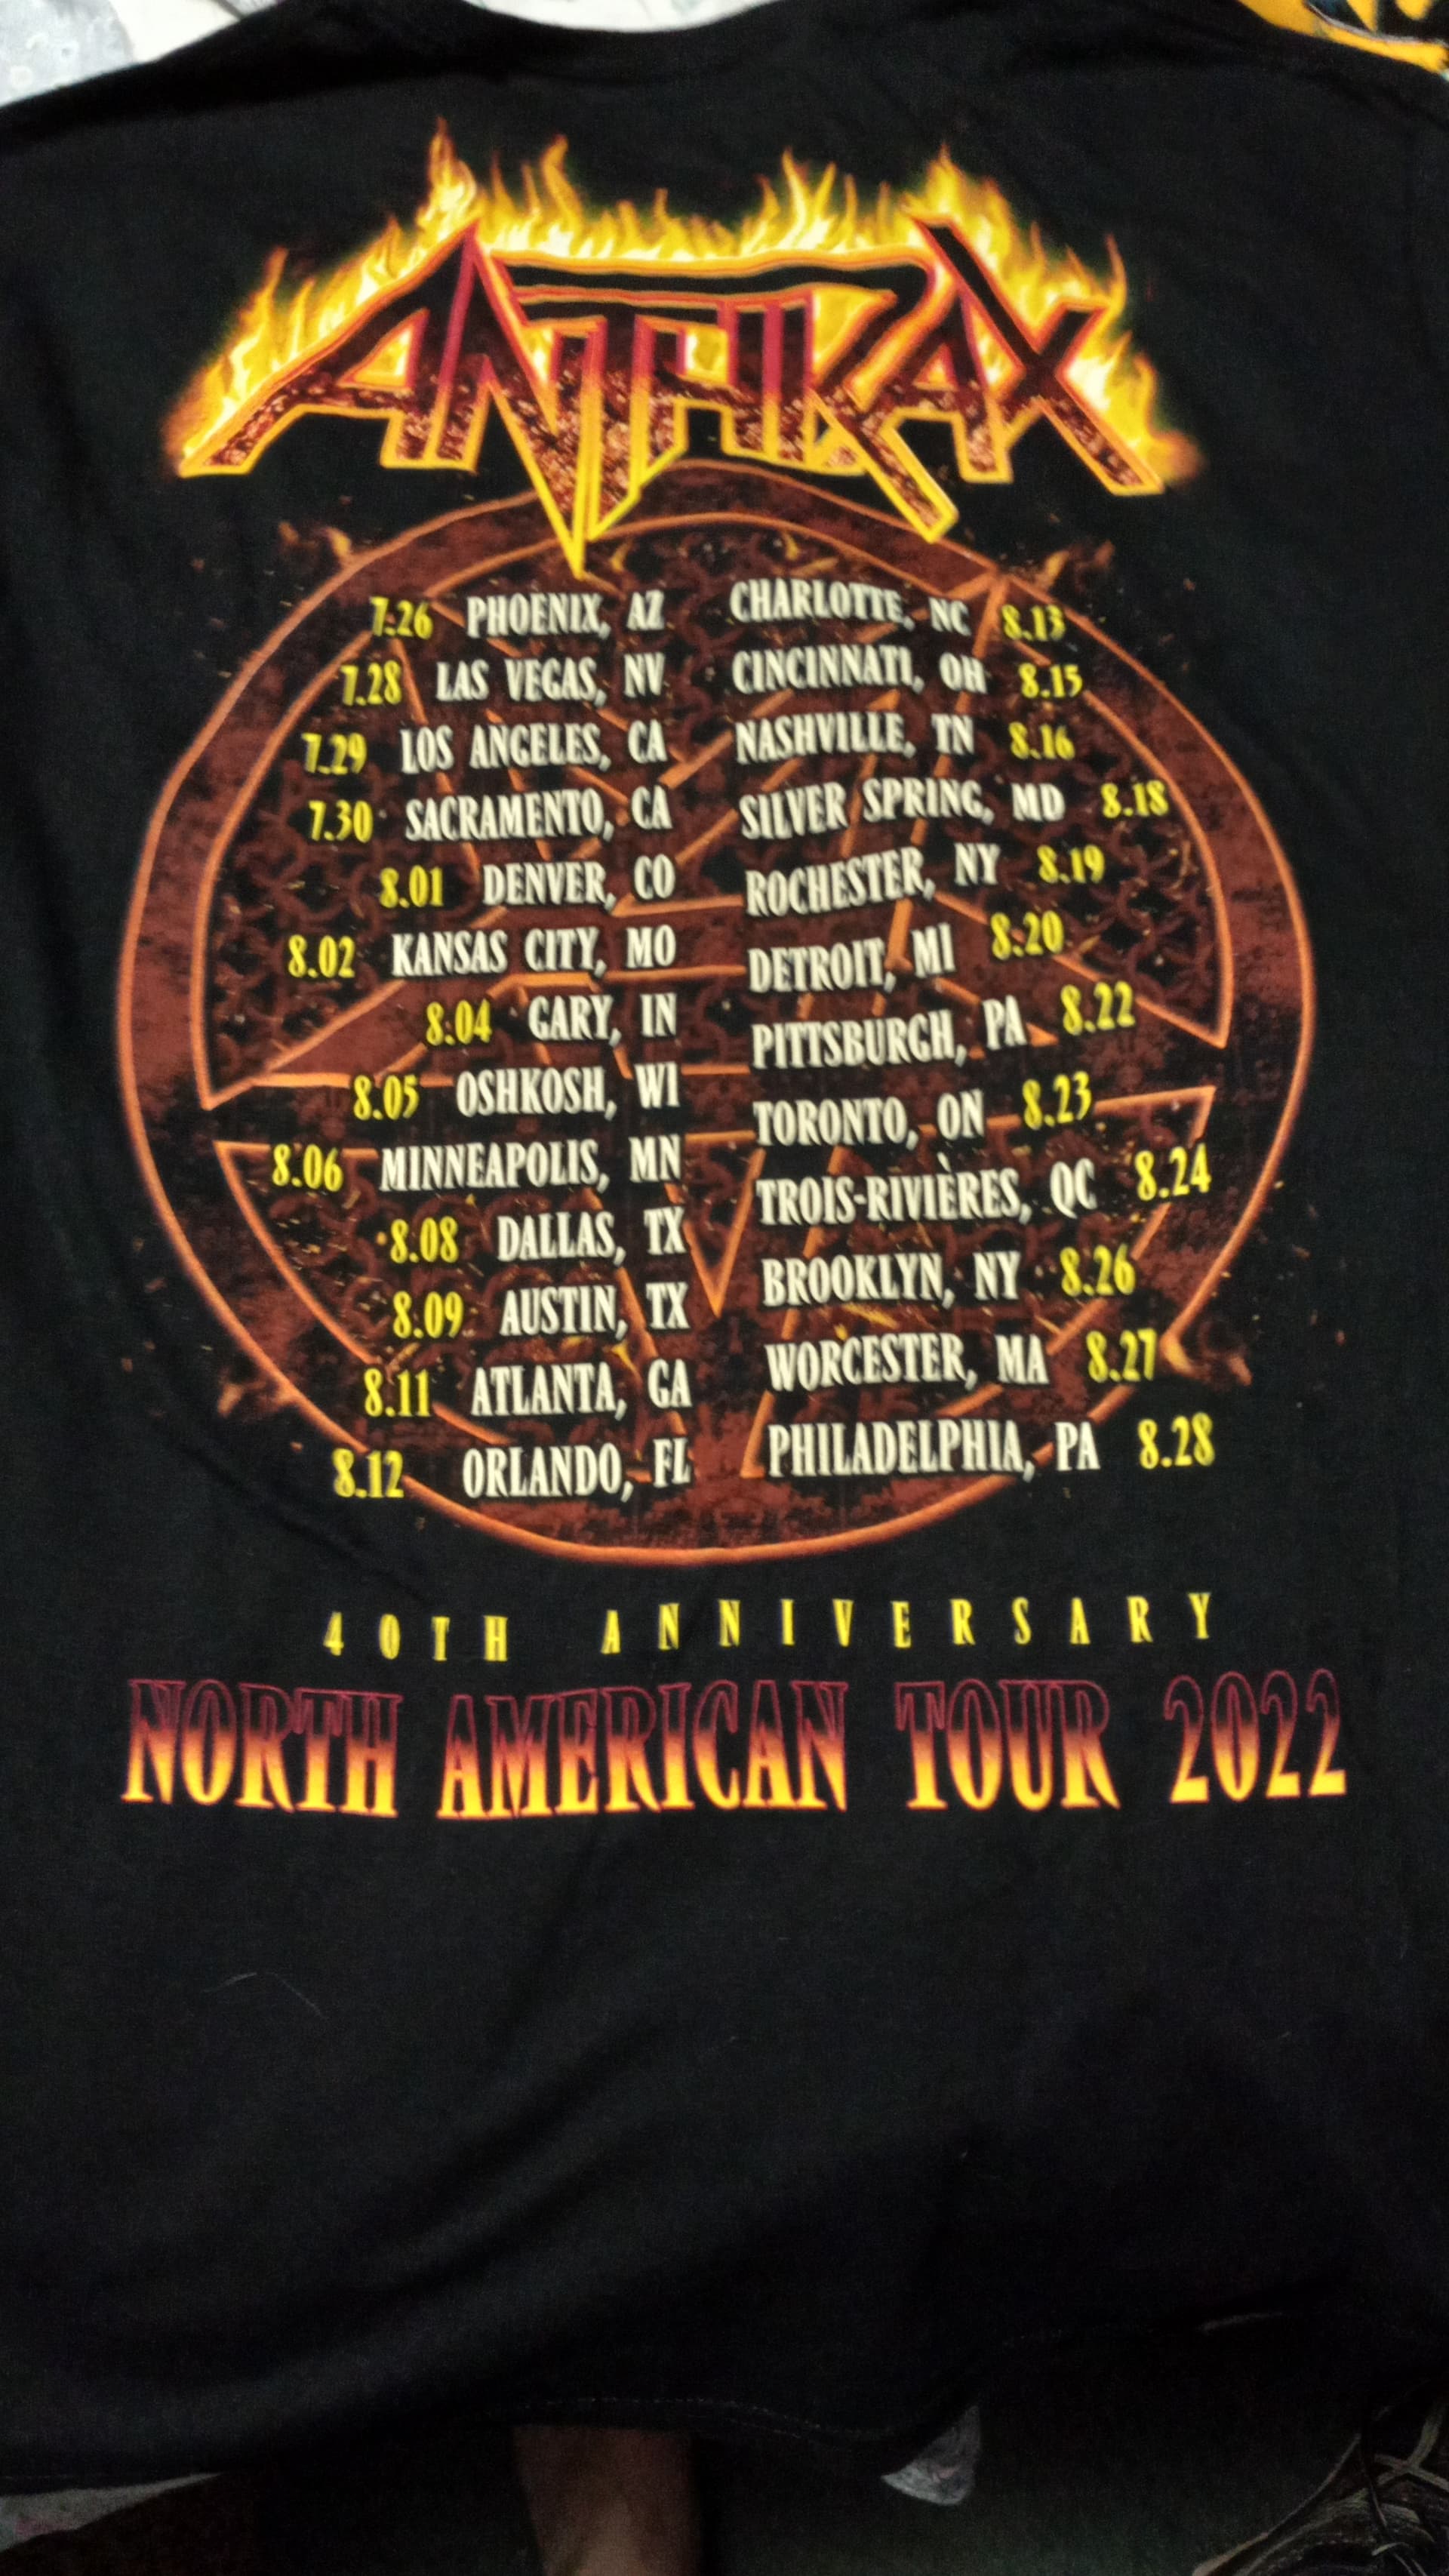 ANTHRAX
7.26 PHOENIX, AZ
7.28 LAS VEGAS, NV
7.29 LOS ANGELES, CA
7.30 SACRAMENTO, CA
8.01 DENVER, CO
8.02 KANSAS CITY, MO
8.04 GARY, IN
8.05 OSHKOSH, WI
8.06 MINNEAPOLIS, MN
8.08 DALLAS, TX
8.09 AUSTIN, TX
8.11 ATLANTA, GA
8.12 ORLANDO, FL
CHARLOTTE, NC 8.13
CINCINNATI, OH 8.15
NASHVILLE, TN 8.16
SILVER SPRING, MD 8.18
ROCHESTER, NY 8.19
DETROIT, MI 8.20
PITTSBURGH, PA 8.22
TORONTO, ON 8.23
TROIS-RIVIÈRES, QC 8.24
BROOKLYN, NY 8.26
WORCESTER, MA 8.27
PHILADELPHIA, PA 8.28
40TH ANNIVERSARY
NORTH AMERICAN TOUR 2022